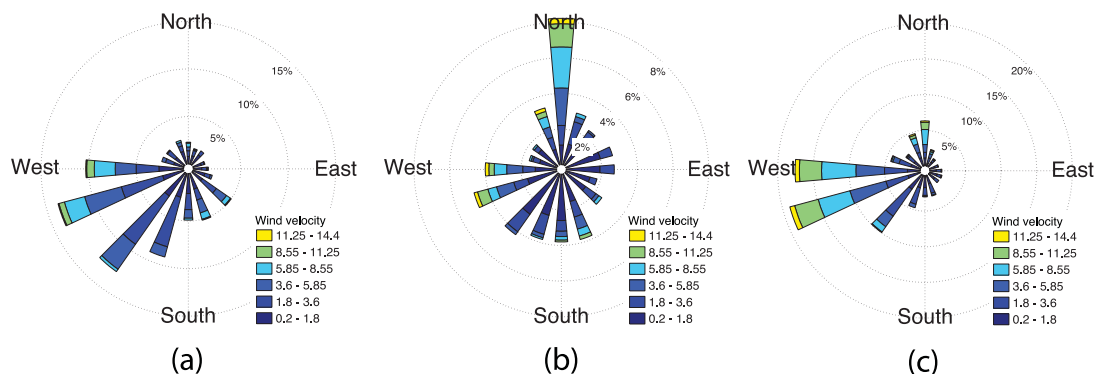 North
15%
10%
5%
West
East
South
Wind velocity
11.25 - 14.4
8.55 - 11.25
5.85 - 8.55
3.6 - 5.85
1.8 - 3.6
0.2 - 1.8
(a)
North
8%
6%
4%
2%
West
East
South
Wind velocity
11.25 - 14.4
8.55 - 11.25
5.85 - 8.55
3.6 - 5.85
1.8 - 3.6
0.2 - 1.8
(b)
North
20%
15%
10%
5%
West
East
South
Wind velocity
11.25 - 14.4
8.55 - 11.25
5.85 - 8.55
3.6 - 5.85
1.8 - 3.6
0.2 - 1.8
(c)